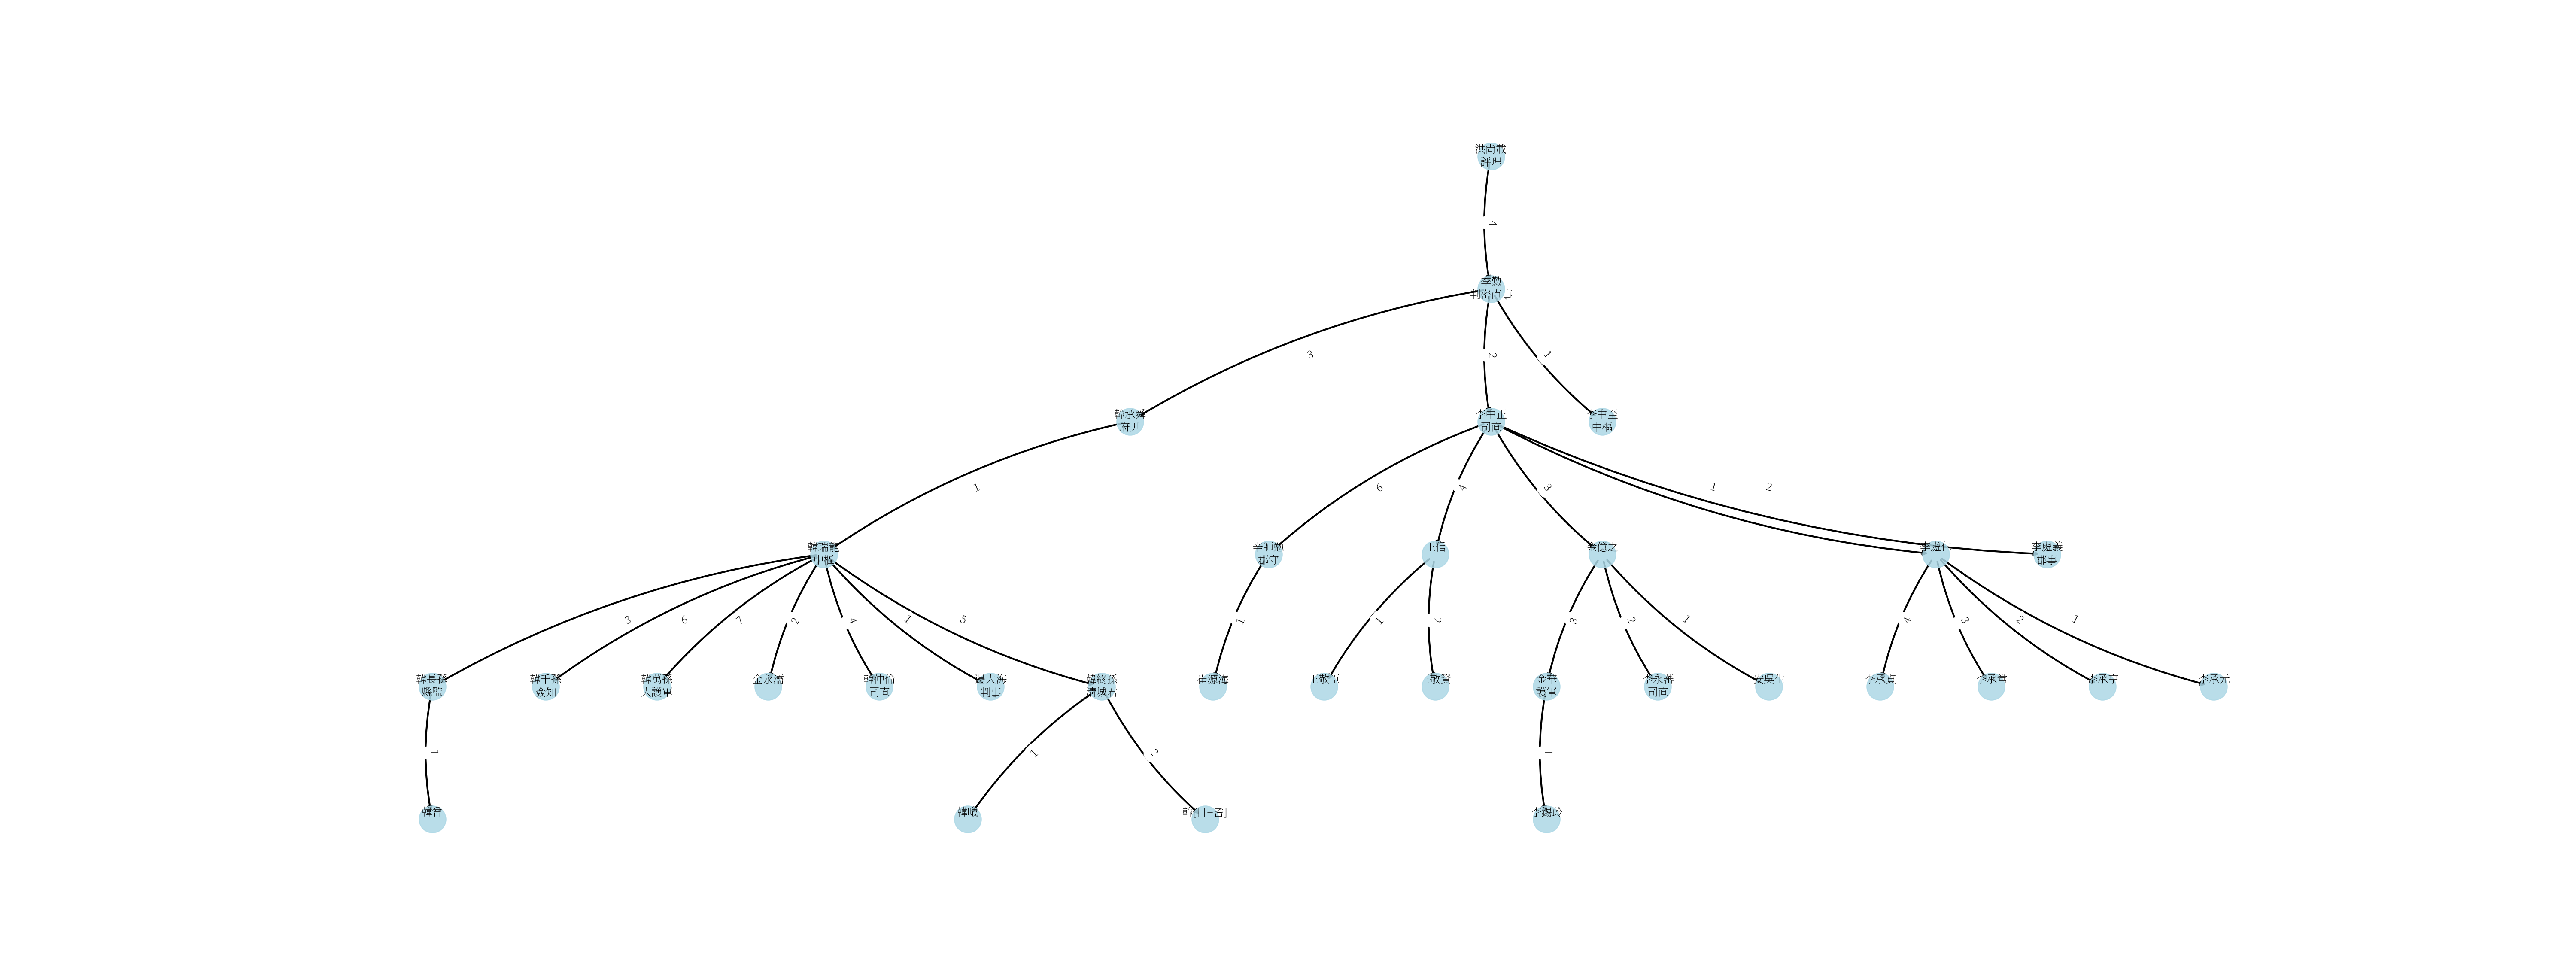 洪尙載
評理
4
李懃
判密直事
3
2
1
韓承舜
府尹
李中正
司直
李中至
中樞
1
6
4
3
1
2
韓瑞龍
中樞
辛師勉
郡守
王信
金億之
李處仁
李處義
郡事
3
6
7
2
4
1
5
1
1
2
3
2
1
4
3
2
1
韓長孫
縣監
韓千孫
僉知
韓萬孫
大護軍
金永濡
韓仲倫
司直
邊大海
判事
韓終孫
淸城君
崔源海
王敬臣
王敬贊
金華
護軍
李永蕃
司直
安吳生
李承貞
李承常
李承亨
李承元
1
1
2
1
韓曾
韓曦
韓[日+耆]
李錫岭